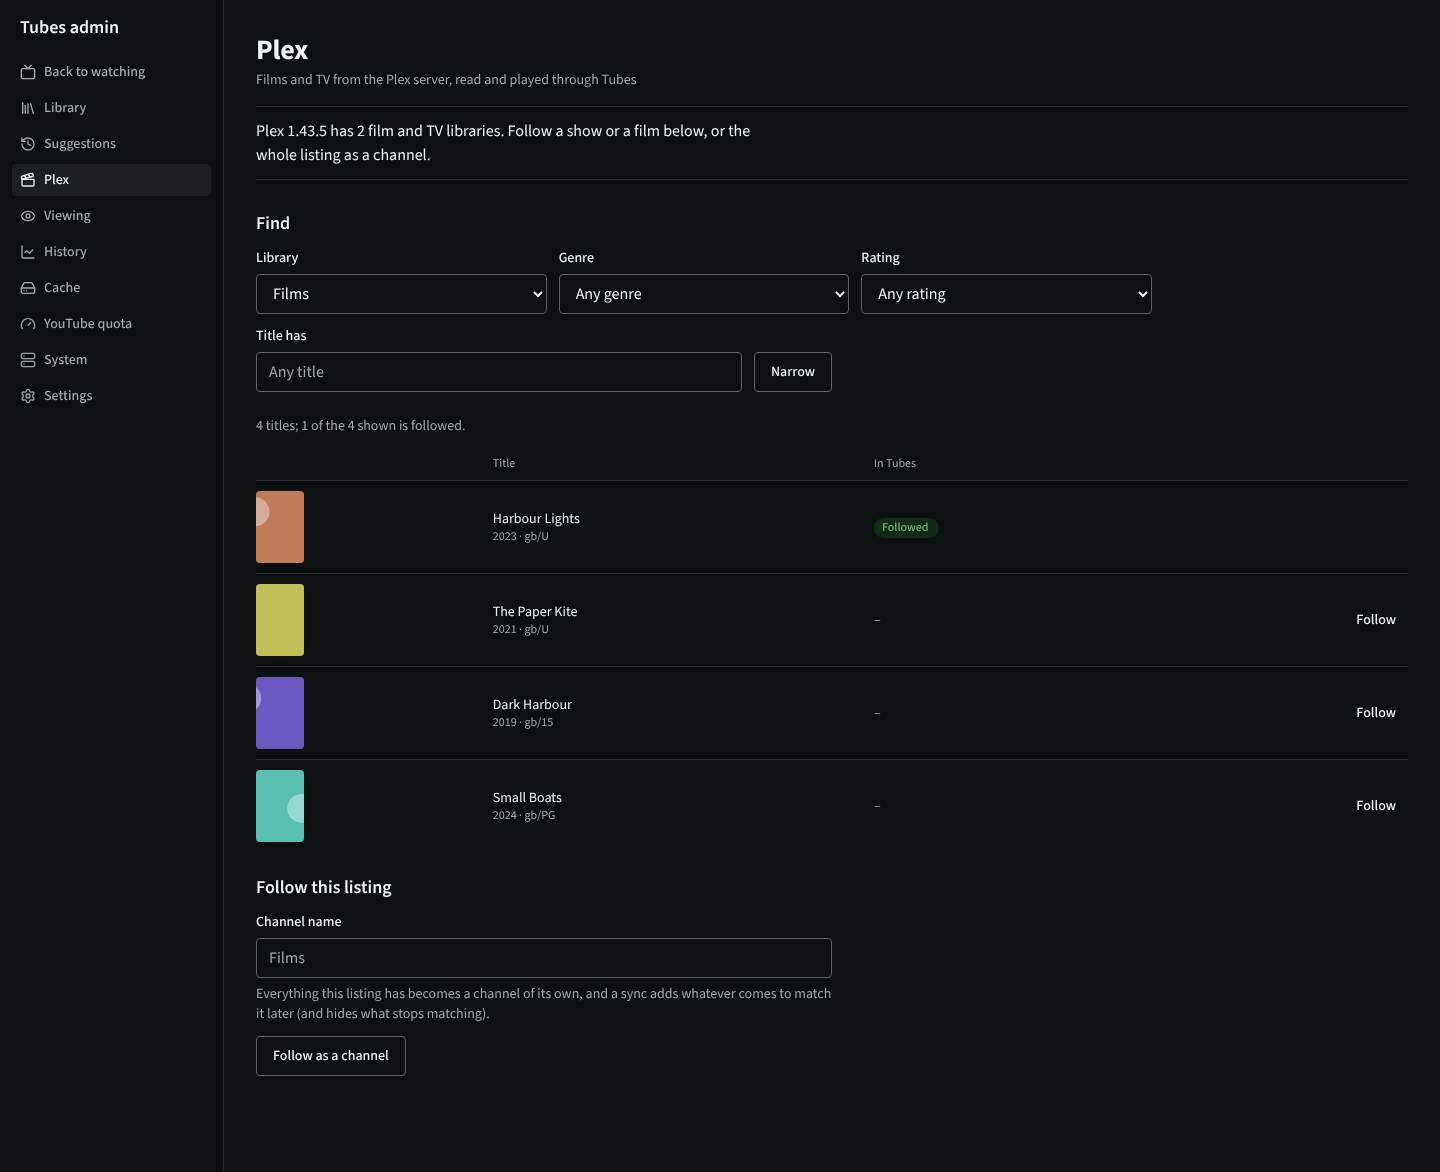 Tubes admin
Back to watching
Library
Suggestions
Plex
Viewing
History
Cache
YouTube quota
System
Settings
Plex
Films and TV from the Plex server, read and played through Tubes
Plex 1.43.5 has 2 film and TV libraries. Follow a show or a film below, or the
whole listing as a channel.
Find
Library
Genre
Rating
Films
Any genre
Any rating
Title has
Any title
Narrow
4 titles; 1 of the 4 shown is followed.
Title
In Tubes
Harbour Lights
2023 · gb/U
Followed
The Paper Kite
2021 · gb/U
–
Follow
Dark Harbour
2019 · gb/15
–
Follow
Small Boats
2024 · gb/PG
–
Follow
Follow this listing
Channel name
Films
Everything this listing has becomes a channel of its own, and a sync adds whatever comes to match
it later (and hides what stops matching).
Follow as a channel